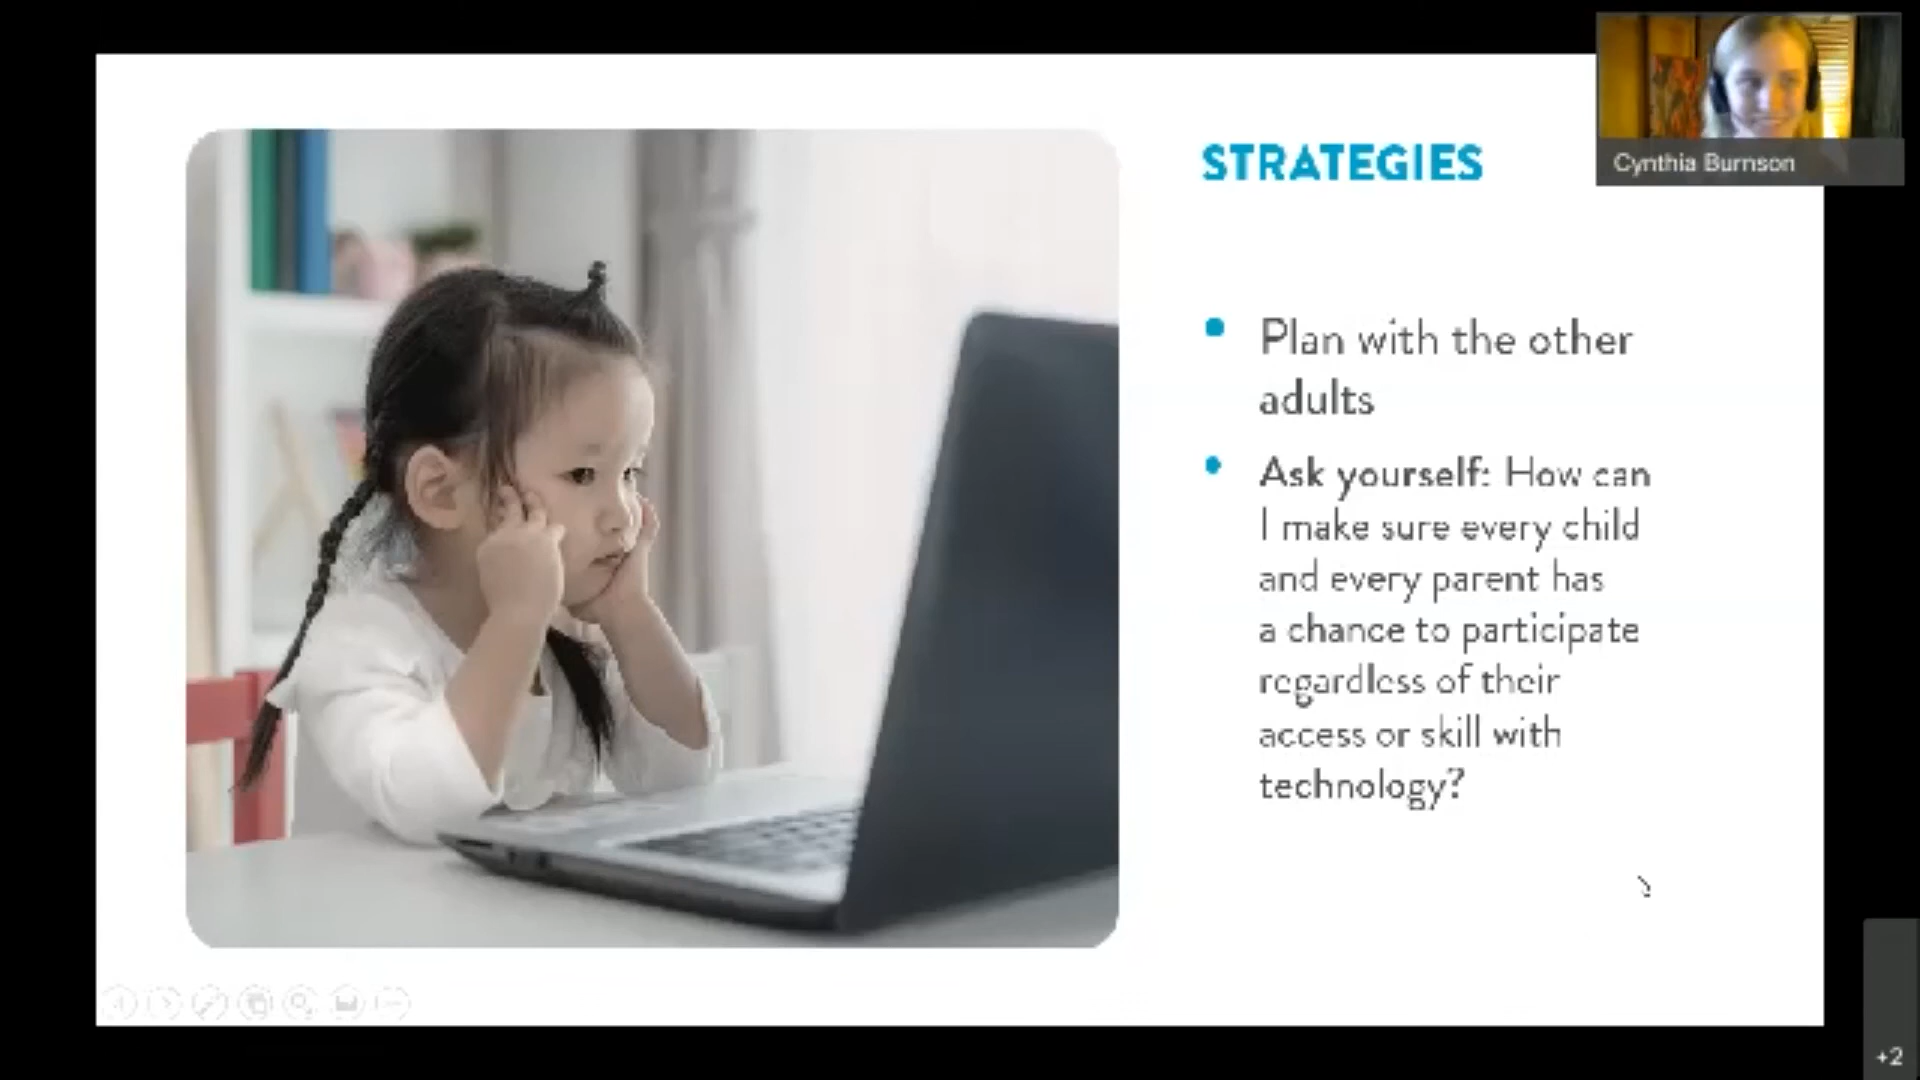 STRATEGIES
Cynthia Burnson
• Plan with the other
adults
• Ask yourself: How can
I make sure every child
and every parent has
a chance to participate
regardless of their
access or skill with
technology?
+2